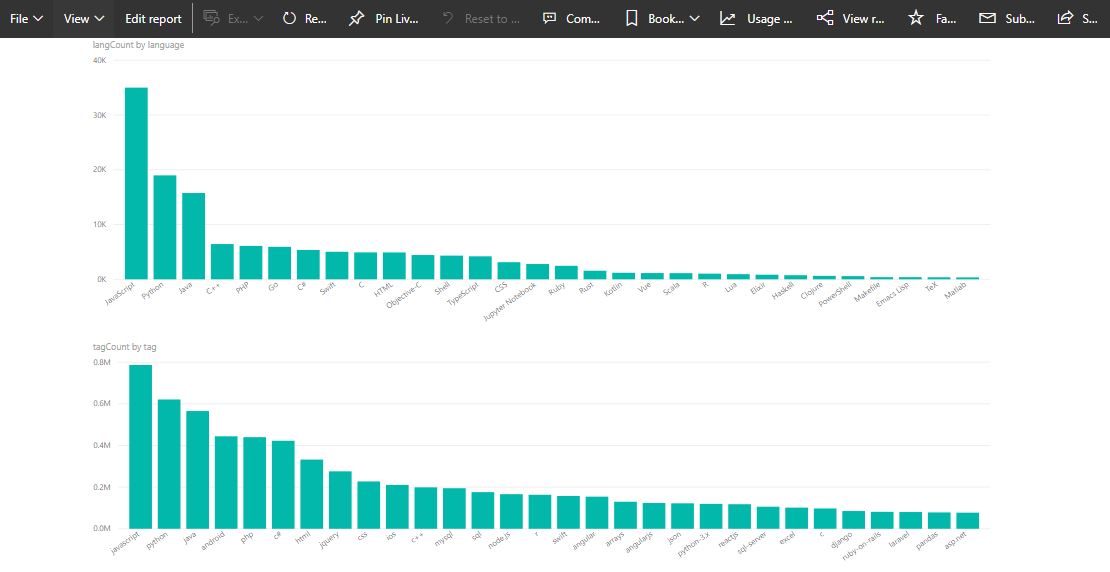 File View Edit report Ex... Re... Pin Liv... Reset to ... Com... Book... Usage ... View r... Fa... Sub... S...
langCount by language
40K
30K
20K
10K
0K
JavaScript Python Java C++ PHP Go C# Swift C HTML Objective-C Shell TypeScript CSS Jupyter Notebook Ruby Rust Kotlin Vue Scala R Lua Elixir Haskell Clojure PowerShell Makefile Emacs Lisp TeX Matlab
tagCount by tag
0.8M
0.6M
0.4M
0.2M
0.0M
javascript python java android php c# html jquery css ios c++ mysql sql node.js r swift angular arrays angularjs json python-3.x reactjs sql-server excel c django ruby-on-rails laravel pandas asp.net